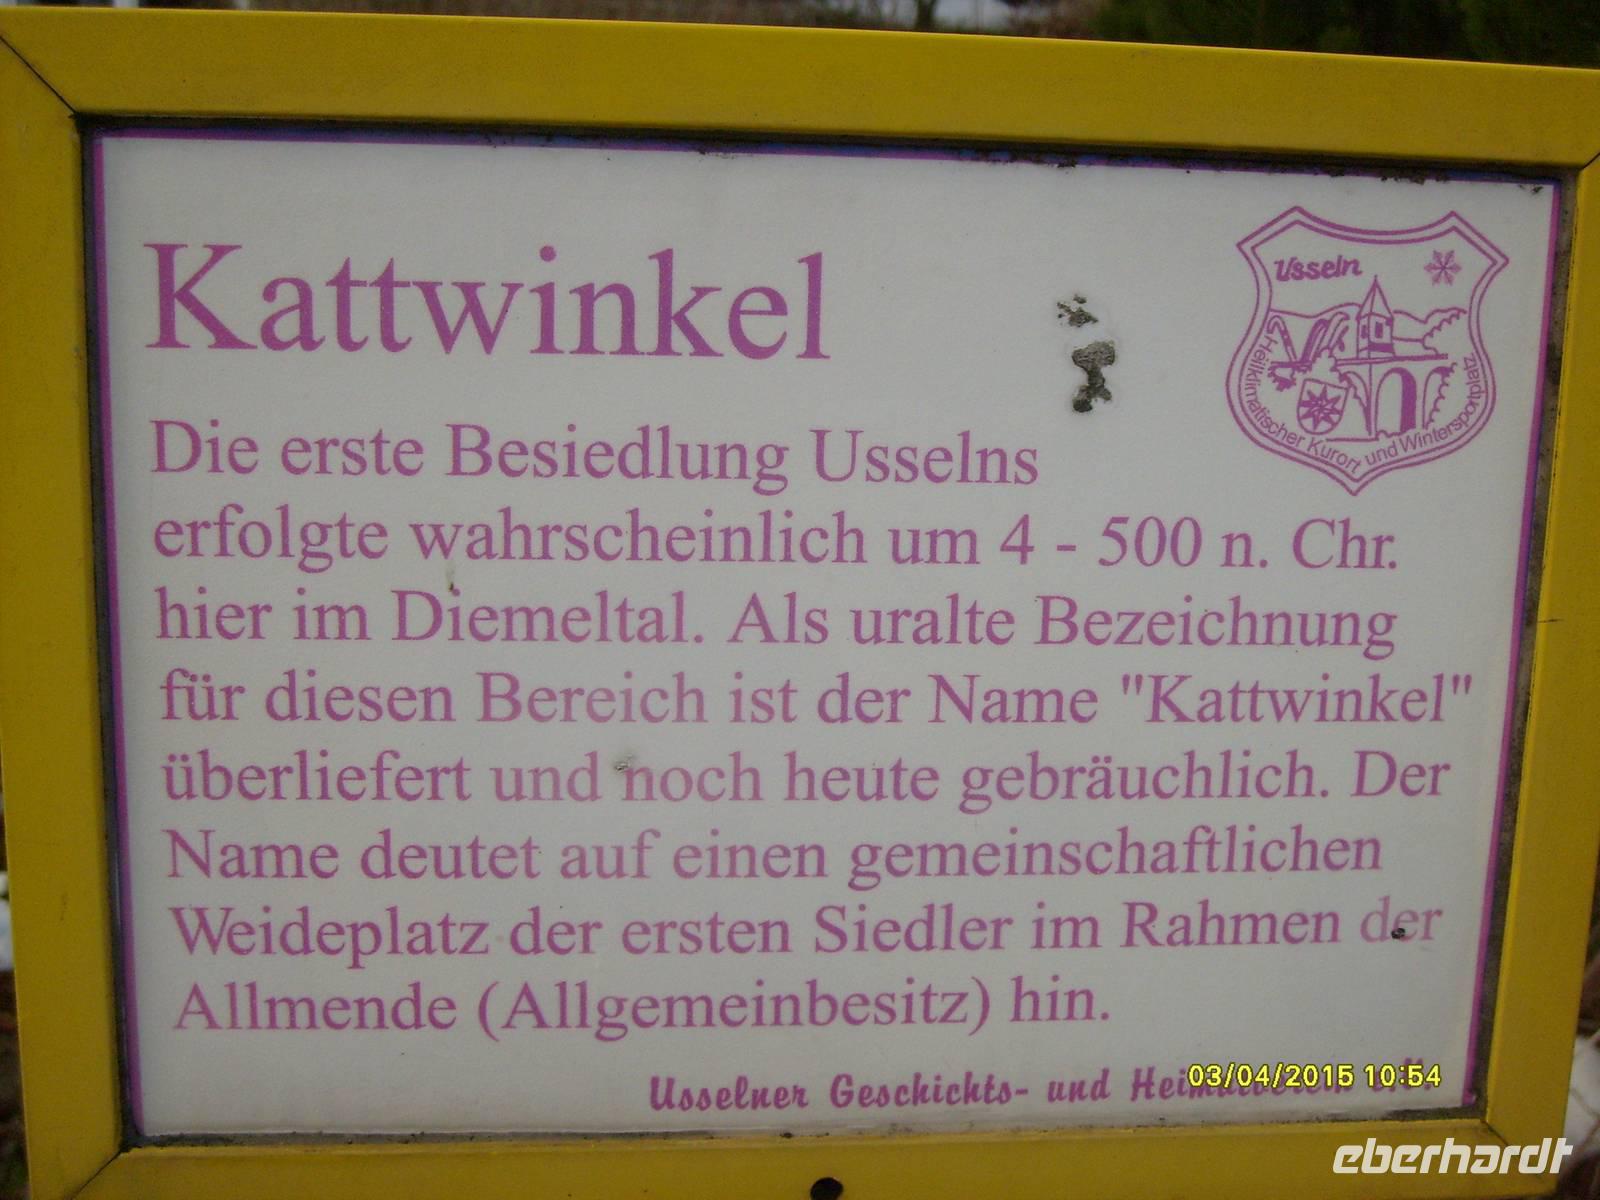 Kattwinkel
Usseln
Heilklimatischer Kurort und Wintersportplatz
Die erste Besiedlung Usselns
erfolgte wahrscheinlich um 4 - 500 n. Chr.
hier im Diemeltal. Als uralte Bezeichnung
für diesen Bereich ist der Name "Kattwinkel"
überliefert und noch heute gebräuchlich. Der
Name deutet auf einen gemeinschaftlichen
Weideplatz der ersten Siedler im Rahmen der
Allmende (Allgemeinbesitz) hin.
Usselner Geschichts- und
03/04/2015 10:54
eberhardt